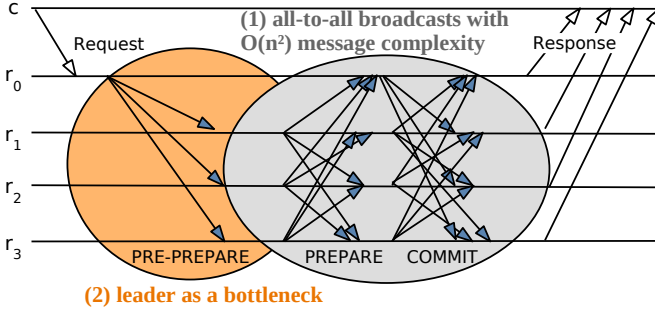 c
(1) all-to-all broadcasts with
O(n²) message complexity
Request
Response
r0
r1
r2
r3
PRE-PREPARE
PREPARE
COMMIT
(2) leader as a bottleneck